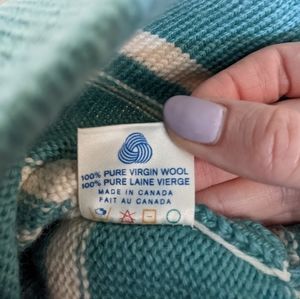 100% PURE VIRGIN WOOL
100% PURE LAINE VIERGE
MADE IN CANADA
FAIT AU CANADA